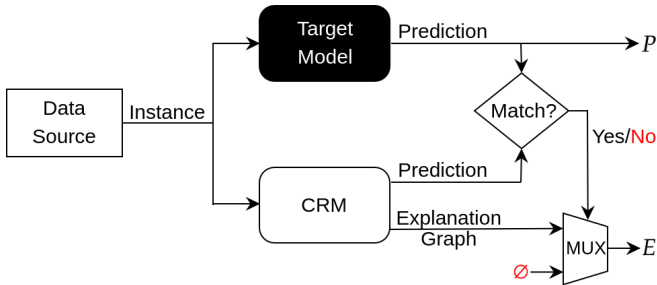 Target
Model
Prediction
P
Data
Source
Instance
Match?
Yes/No
Prediction
CRM
Explanation
Graph
MUX
E
∅